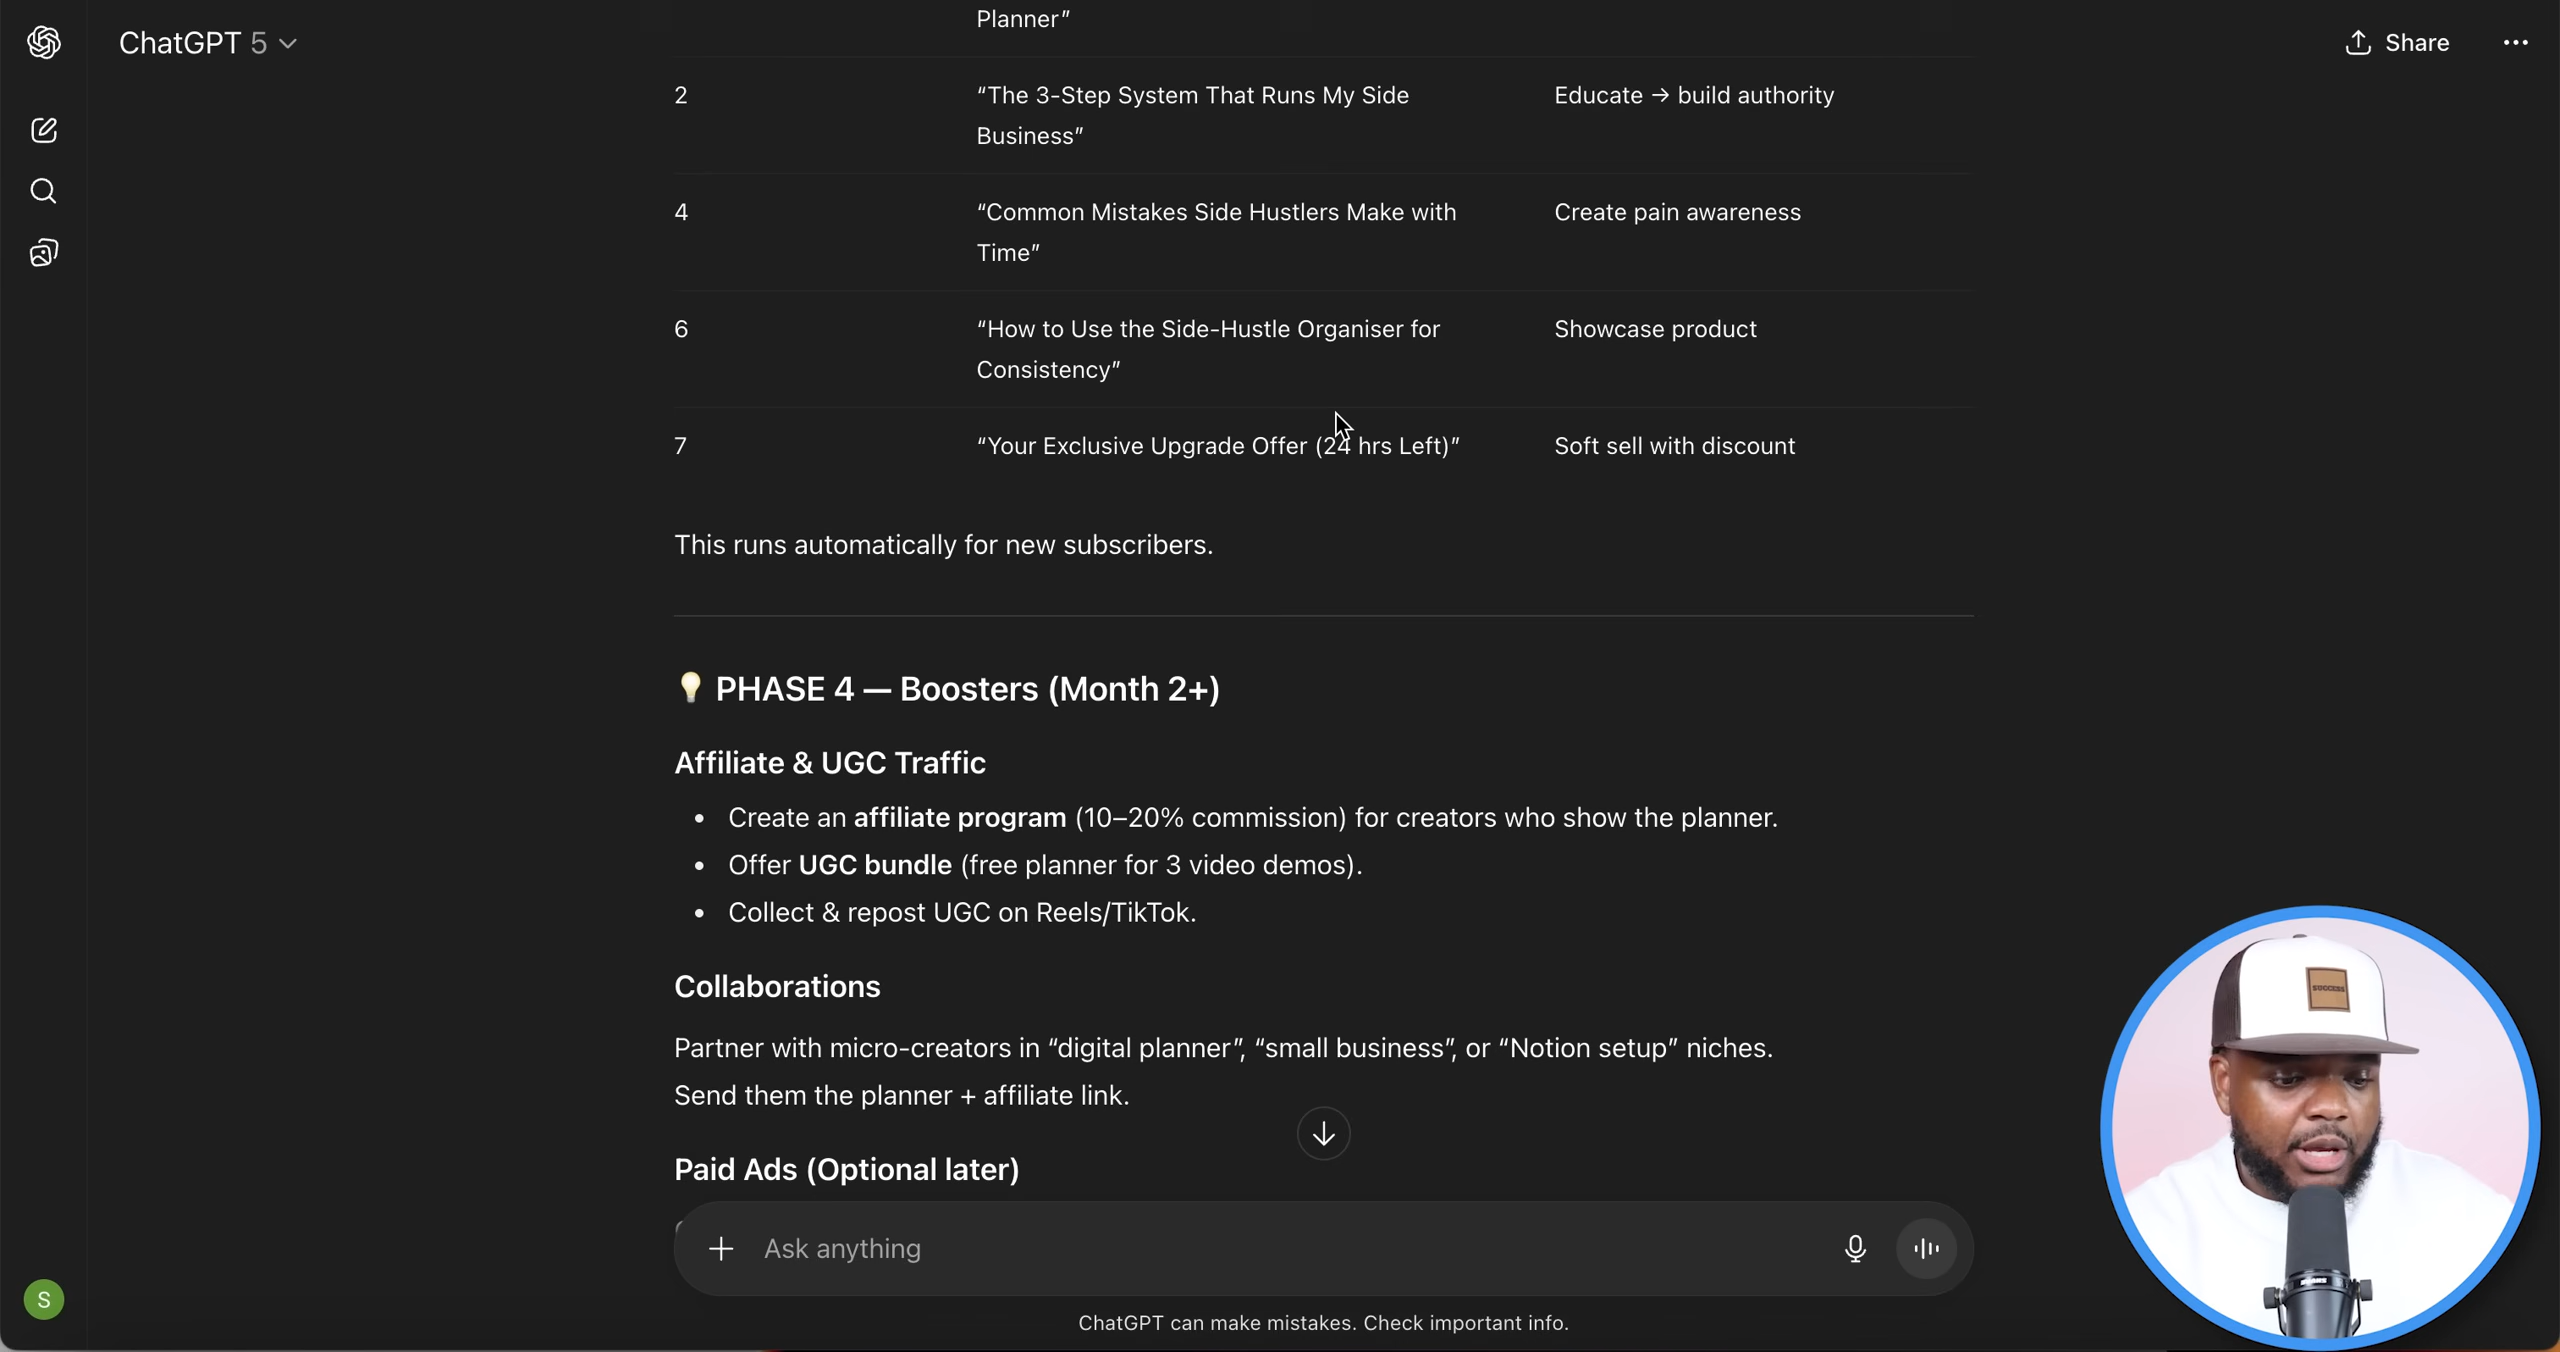 ChatGPT 5
Share
Planner”
2
“The 3-Step System That Runs My Side
Business”
Educate → build authority
4
“Common Mistakes Side Hustlers Make with
Time”
Create pain awareness
6
“How to Use the Side-Hustle Organiser for
Consistency”
Showcase product
7
“Your Exclusive Upgrade Offer (24 hrs Left)”
Soft sell with discount
This runs automatically for new subscribers.
💡 PHASE 4 — Boosters (Month 2+)
Affiliate & UGC Traffic
• Create an affiliate program (10–20% commission) for creators who show the planner.
• Offer UGC bundle (free planner for 3 video demos).
• Collect & repost UGC on Reels/TikTok.
Collaborations
Partner with micro-creators in “digital planner”, “small business”, or “Notion setup” niches.
Send them the planner + affiliate link.
Paid Ads (Optional later)
Ask anything
ChatGPT can make mistakes. Check important info.
S
SUCCESS